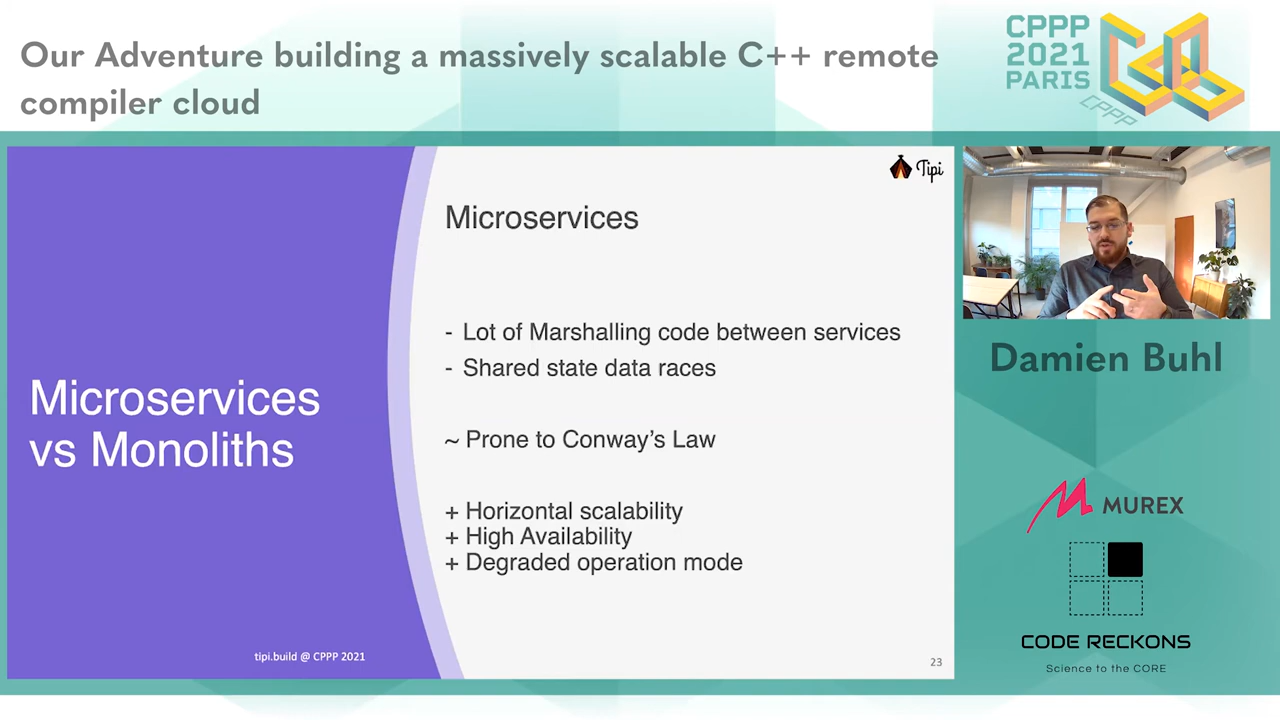 Our Adventure building a massively scalable C++ remote
compiler cloud
CPPP
2021
PARIS
CPPP
Tipi
Microservices
vs Monoliths
Microservices
- Lot of Marshalling code between services
- Shared state data races
~ Prone to Conway's Law
+ Horizontal scalability
+ High Availability
+ Degraded operation mode
tipi.build @ CPPP 2021
23
Damien Buhl
MUREX
CODE RECKONS
Science to the CORE